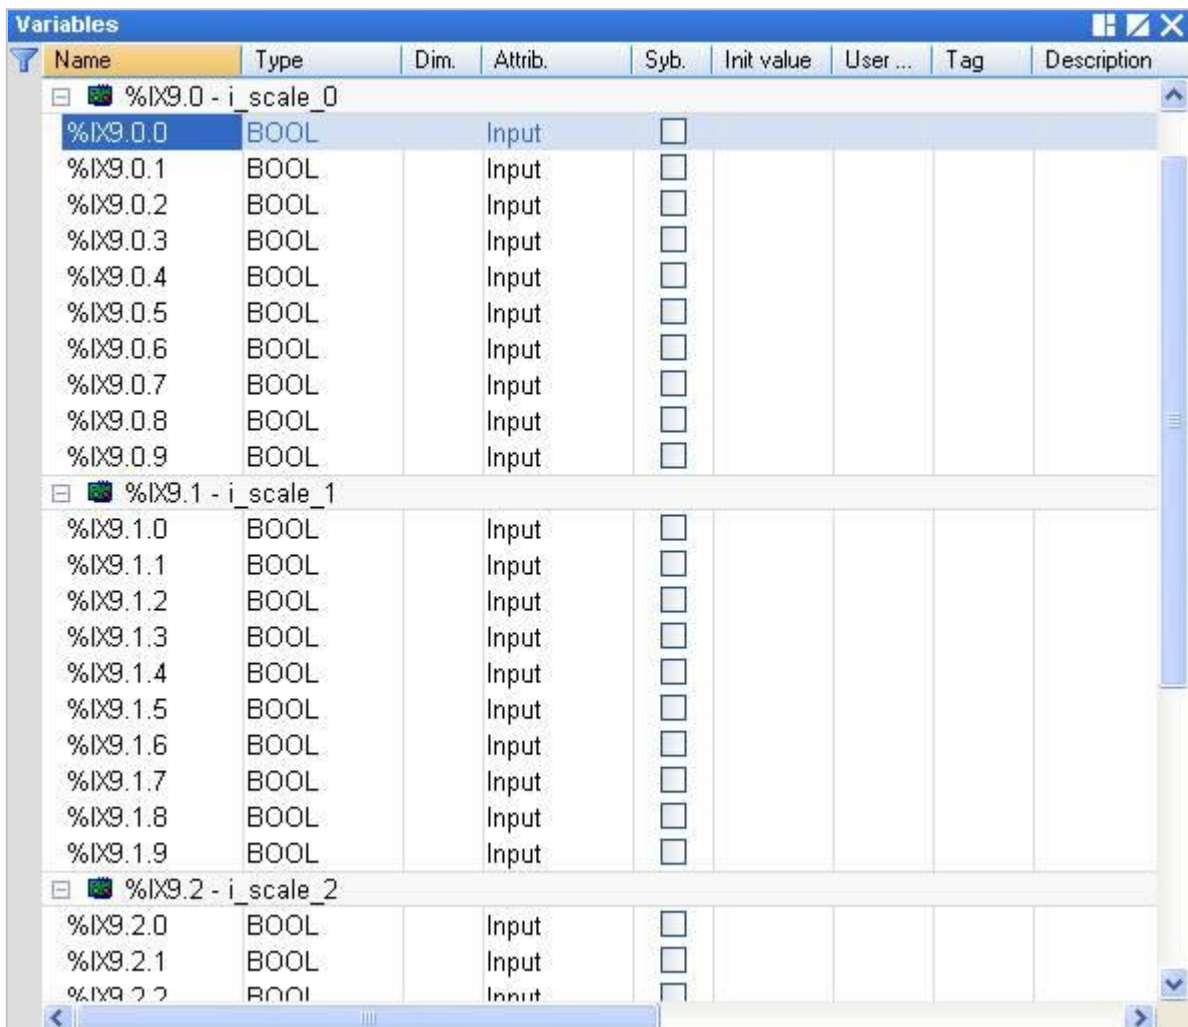 Variables
Name Type Dim. Attrib. Syb. Init value User ... Tag Description
%IX9.0 - i_scale_0
%IX9.0.0 BOOL Input
%IX9.0.1 BOOL Input
%IX9.0.2 BOOL Input
%IX9.0.3 BOOL Input
%IX9.0.4 BOOL Input
%IX9.0.5 BOOL Input
%IX9.0.6 BOOL Input
%IX9.0.7 BOOL Input
%IX9.0.8 BOOL Input
%IX9.0.9 BOOL Input
%IX9.1 - i_scale_1
%IX9.1.0 BOOL Input
%IX9.1.1 BOOL Input
%IX9.1.2 BOOL Input
%IX9.1.3 BOOL Input
%IX9.1.4 BOOL Input
%IX9.1.5 BOOL Input
%IX9.1.6 BOOL Input
%IX9.1.7 BOOL Input
%IX9.1.8 BOOL Input
%IX9.1.9 BOOL Input
%IX9.2 - i_scale_2
%IX9.2.0 BOOL Input
%IX9.2.1 BOOL Input
%IX9.2.2 BOOL Input